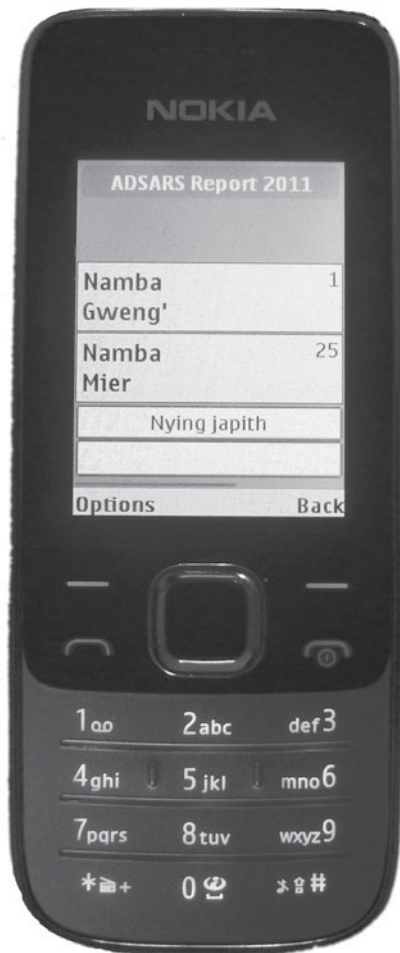 NOKIA
ADSARS Report 2011
Namba 1
Gweng'
Namba 25
Mier
Nying japith
Options Back
1 2abc def3
4ghi 5jkl mno6
7pqrs 8tuv wxyz9
*+ 0 #